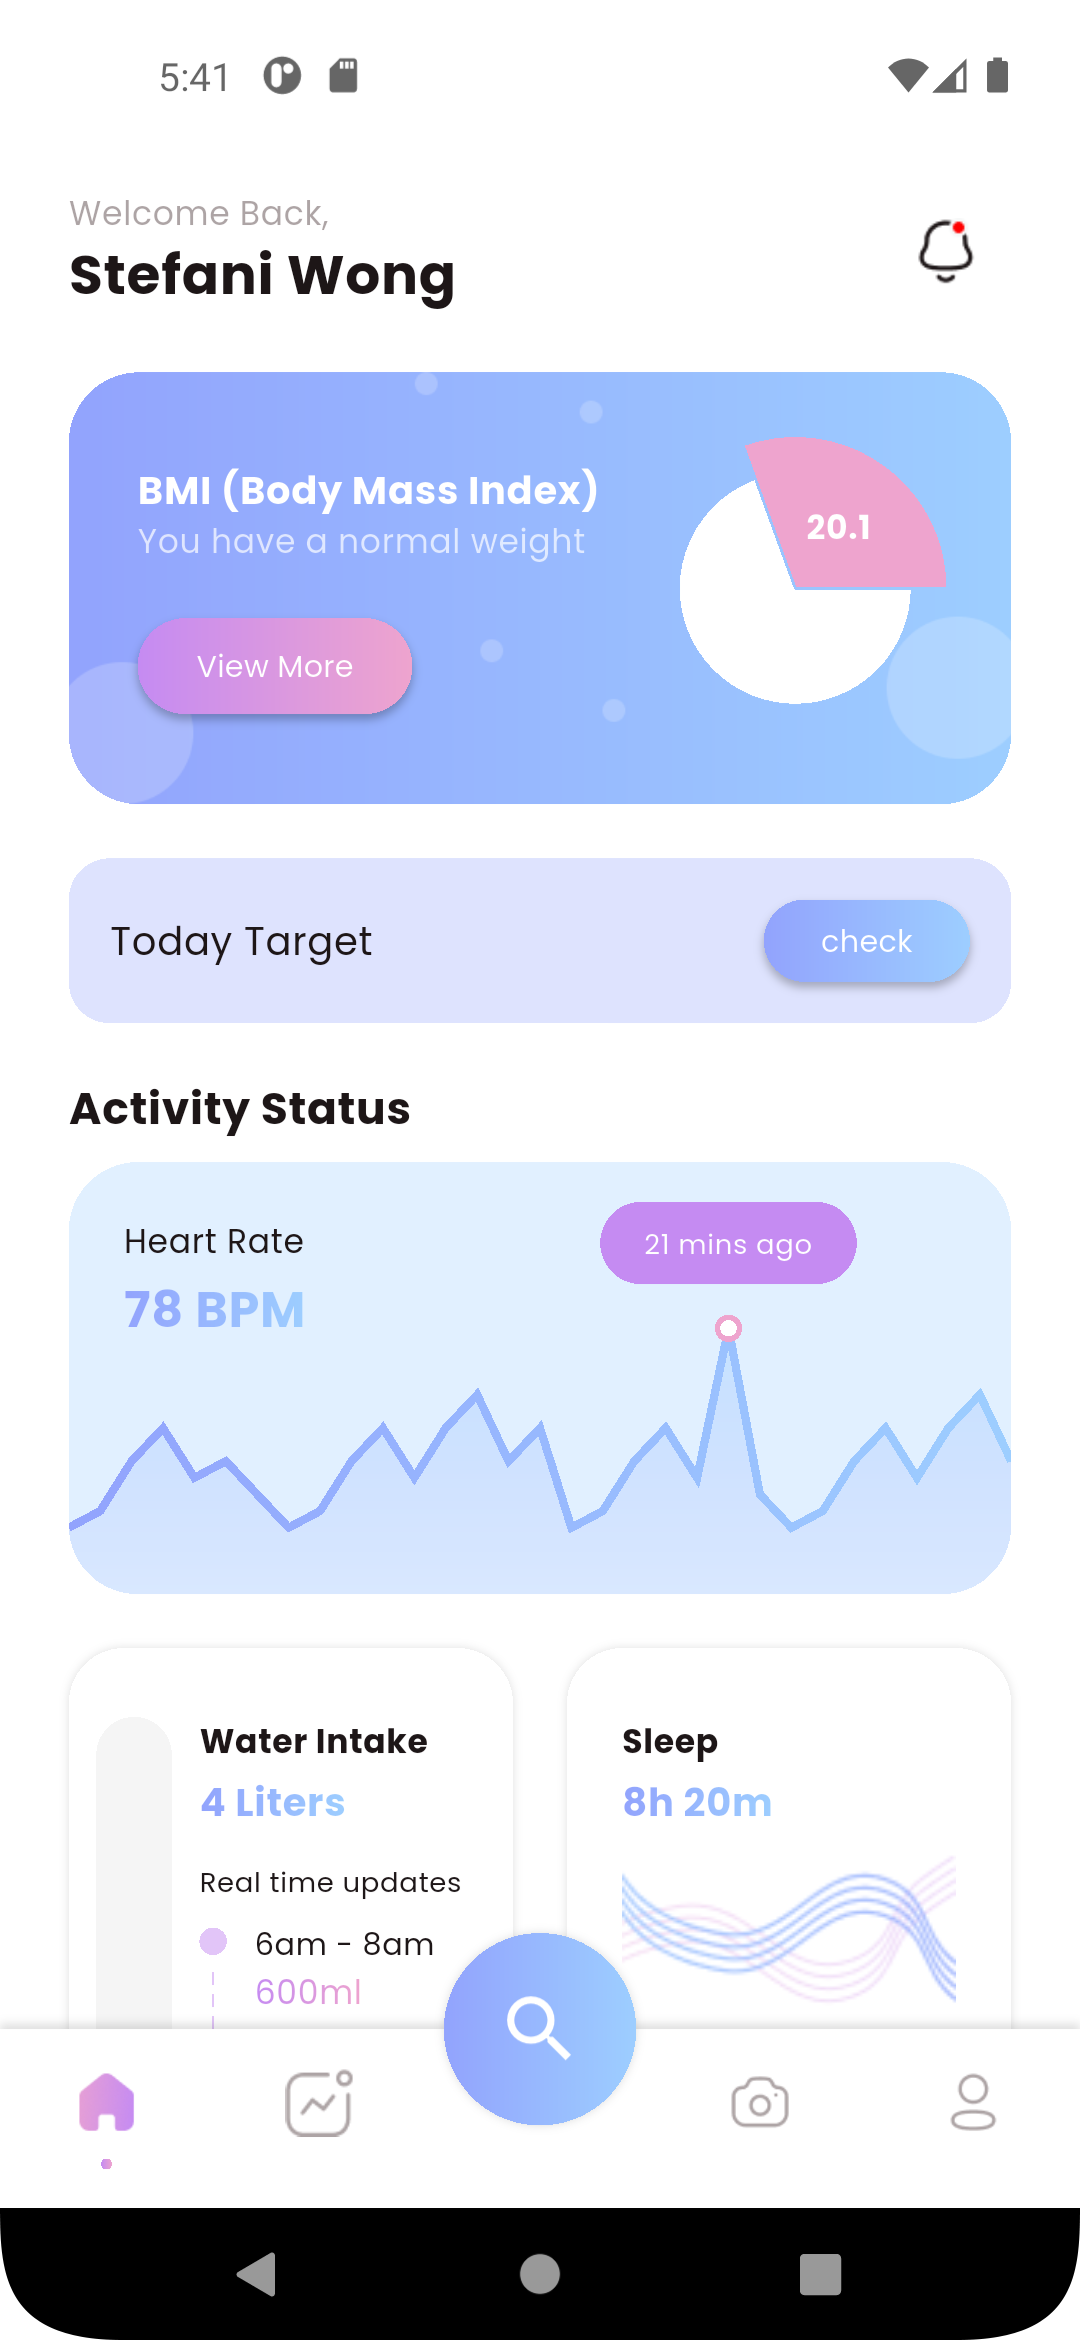 5:41
Welcome Back,
Stefani Wong
BMI (Body Mass Index)
You have a normal weight
20.1
View More
Today Target
check
Activity Status
Heart Rate
21 mins ago
78 BPM
Water Intake
4 Liters
Real time updates
6am - 8am
600ml
Sleep
8h 20m